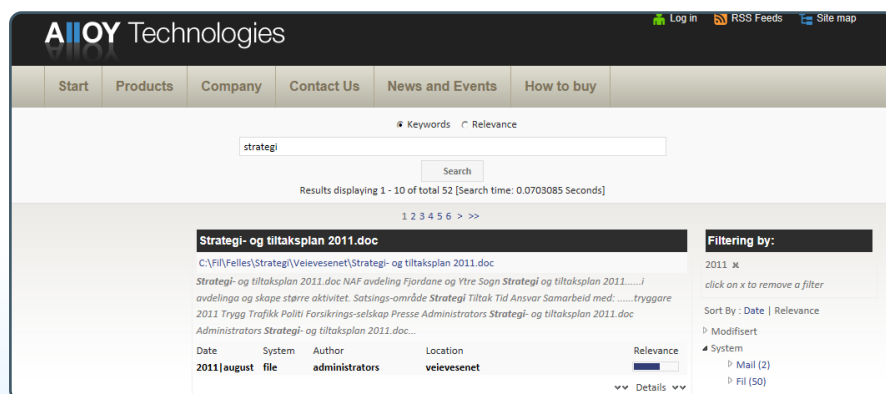 AllOY Technologies
Log in RSS Feeds Site map
Start Products Company Contact Us News and Events How to buy
Keywords Relevance
strategi
Search
Results displaying 1 - 10 of total 52 [Search time: 0.0703085 Seconds]
1 2 3 4 5 6 > >>
Strategi- og tiltaksplan 2011.doc
C:\Fil\Felles\Strategi\Veievesenet\Strategi- og tiltaksplan 2011.doc
Strategi- og tiltaksplan 2011.doc NAF avdeling Fjordane og Ytre Sogn Strategi og tiltaksplan 2011......i
avdelinga og skape større aktivitet. Satsings-område Strategi Tiltak Tid Ansvar Samarbeid med: ......tryggare
2011 Trygg Trafikk Politi Forsikrings-selskap Presse Administrators Strategi- og tiltaksplan 2011.doc
Administrators Strategi- og tiltaksplan 2011.doc...
Date System Author Location Relevance
2011|august file administrators veievesenet
Details
Filtering by:
2011 x
click on x to remove a filter
Sort By : Date | Relevance
Modifisert
System
Mail (2)
Fil (50)